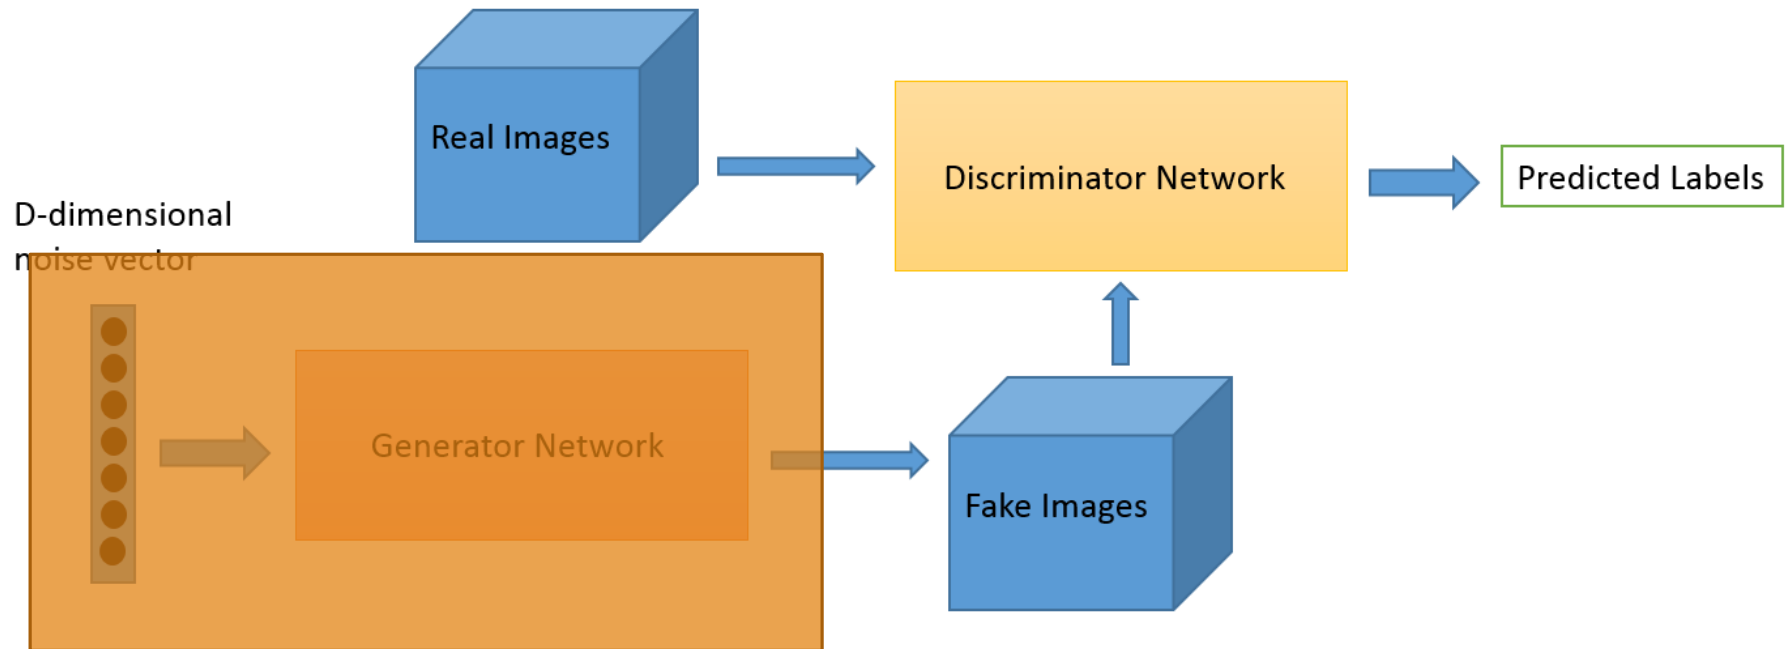 Real Images
Discriminator Network
Predicted Labels
D-dimensional
noise vector
Generator Network
Fake Images